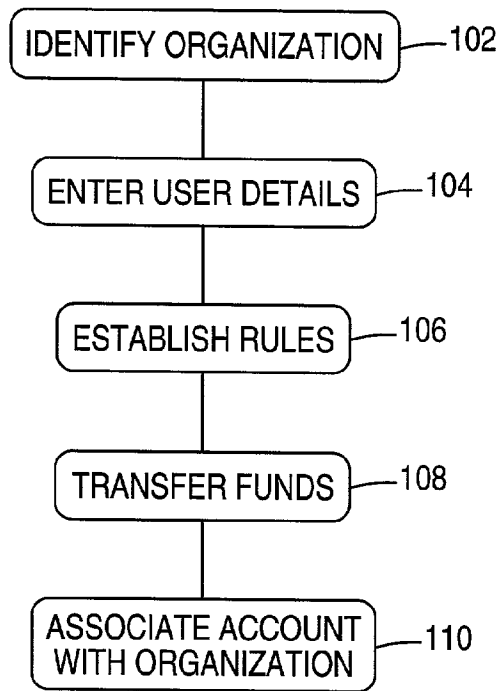 IDENTIFY ORGANIZATION 102
ENTER USER DETAILS 104
ESTABLISH RULES 106
TRANSFER FUNDS 108
ASSOCIATE ACCOUNT
WITH ORGANIZATION 110